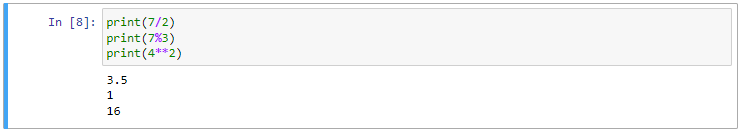 In [8]: print(7/2)
print(7%3)
print(4**2)
3.5
1
16